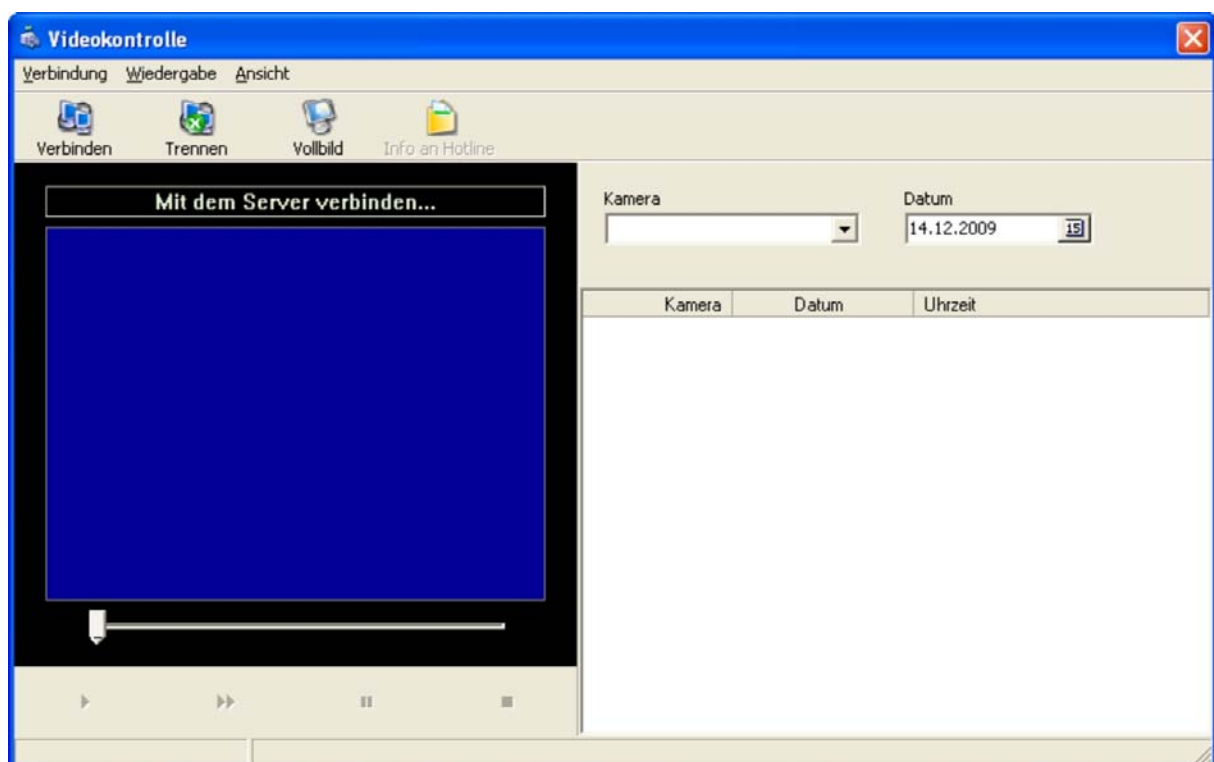 Videokontrolle
Verbindung Wiedergabe Ansicht
Verbinden Trennen Vollbild Info an Hotline
Mit dem Server verbinden...
Kamera Datum
14.12.2009 15
Kamera Datum Uhrzeit